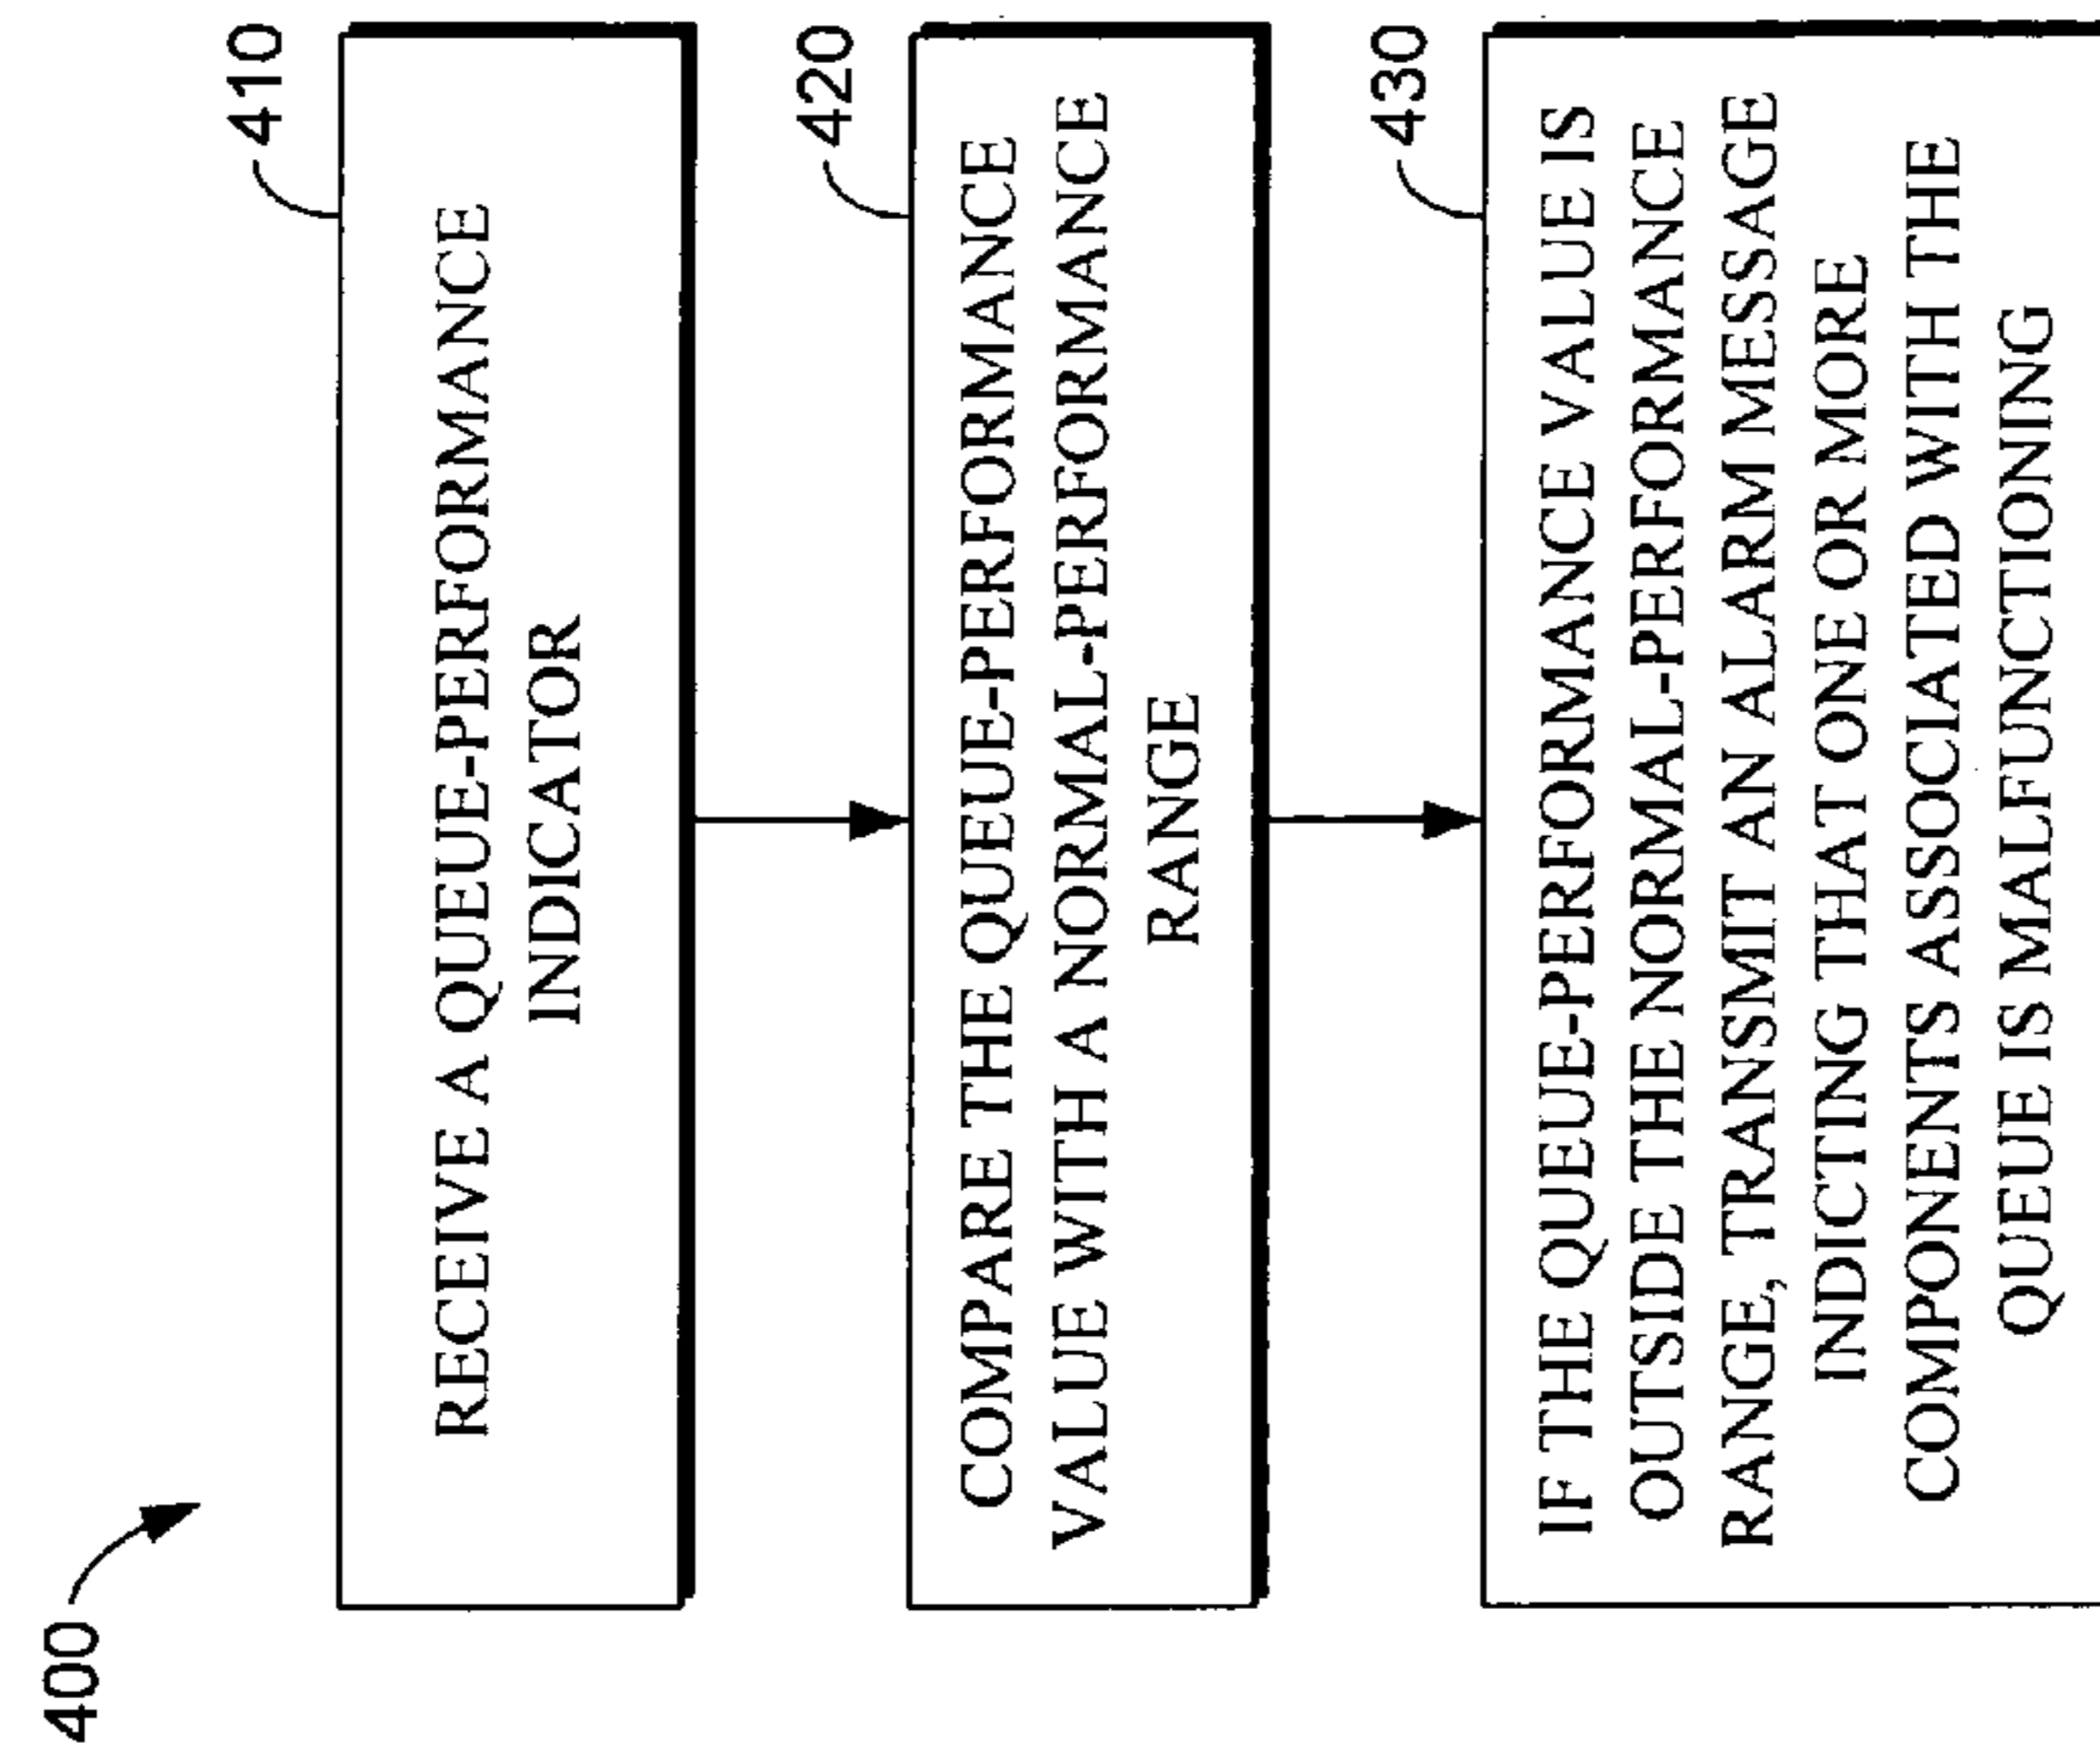 400
410
RECEIVE A QUEUE-PERFORMANCE
INDICATOR
420
COMPARE THE QUEUE-PERFORMANCE
VALUE WITH A NORMAL-PERFORMANCE
RANGE
430
IF THE QUEUE-PERFORMANCE VALUE IS
OUTSIDE THE NORMAL-PERFORMANCE
RANGE, TRANSMIT AN ALARM MESSAGE
INDICTING THAT ONE OR MORE
COMPONENTS ASSOCIATED WITH THE
QUEUE IS MALFUNCTIONING